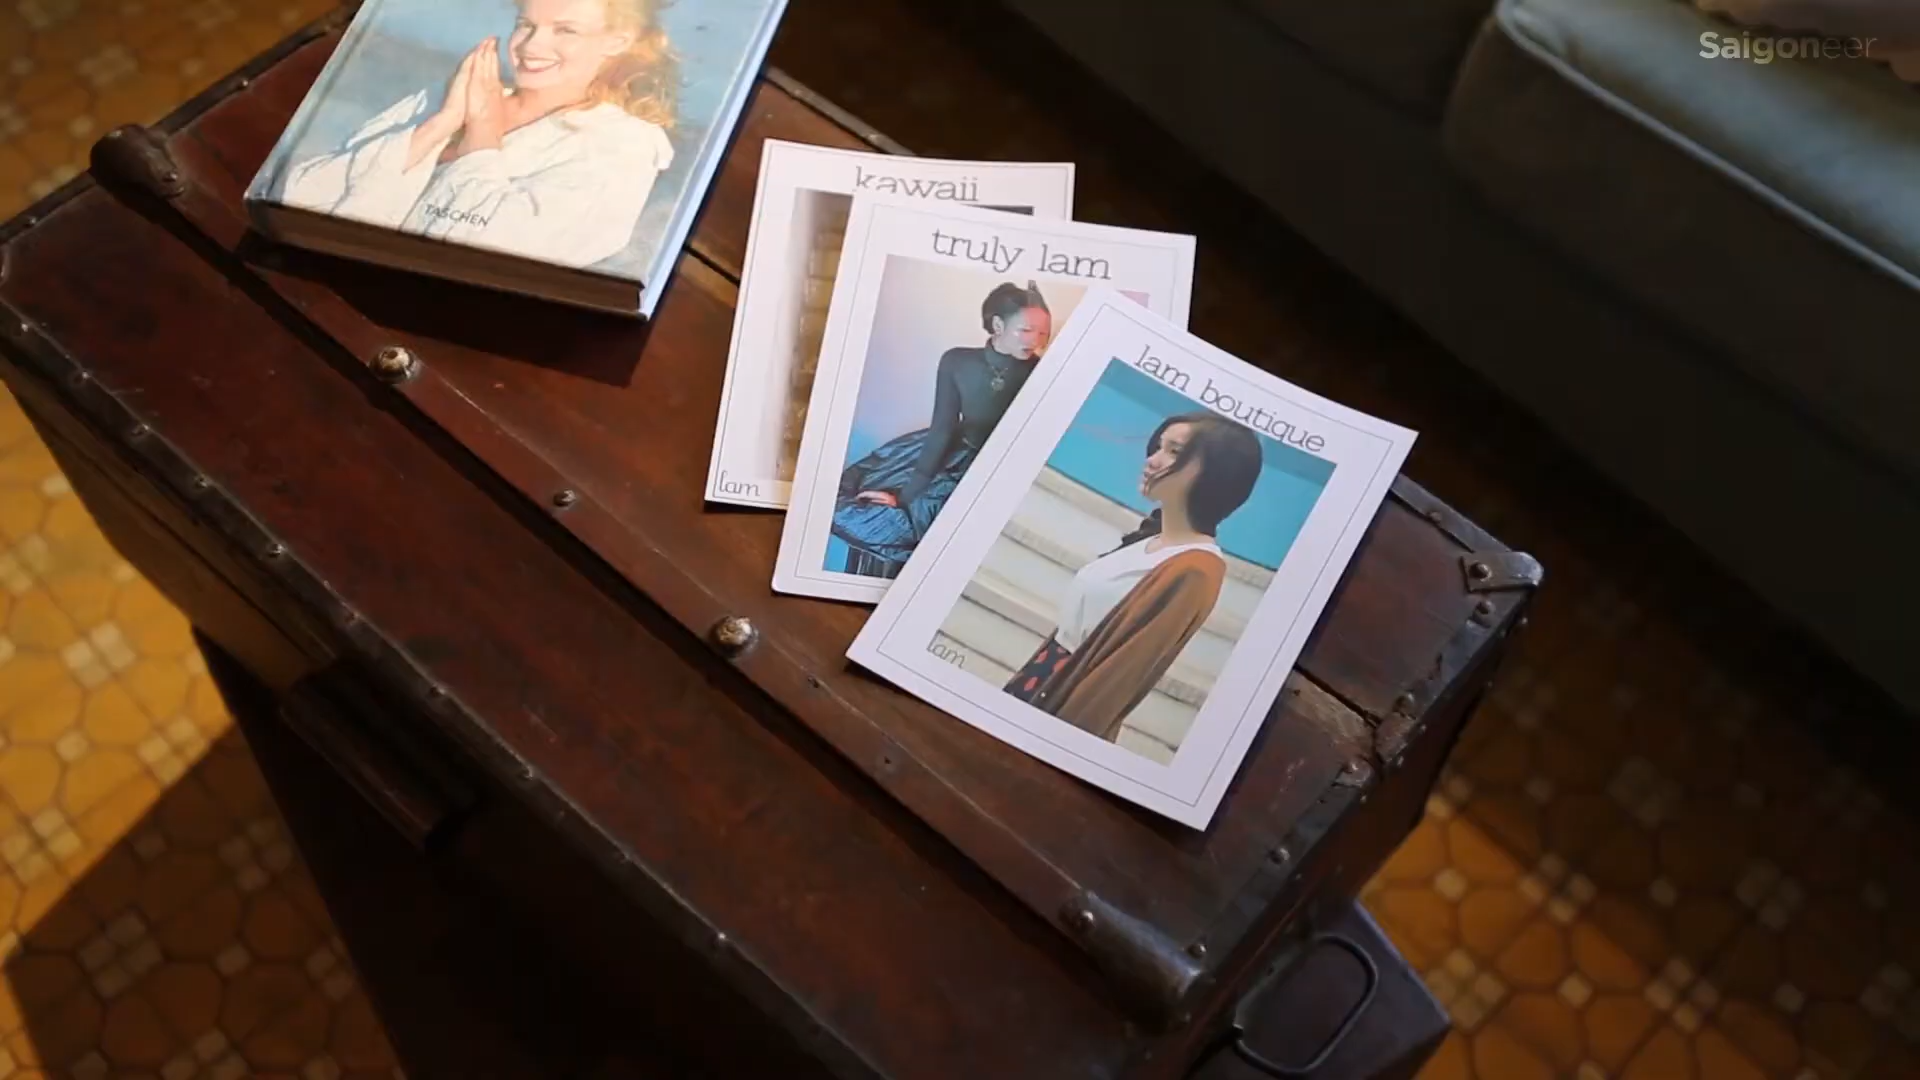 Saigoneer
TASCHEN
kawaii
lam
truly lam
lam boutique
lam